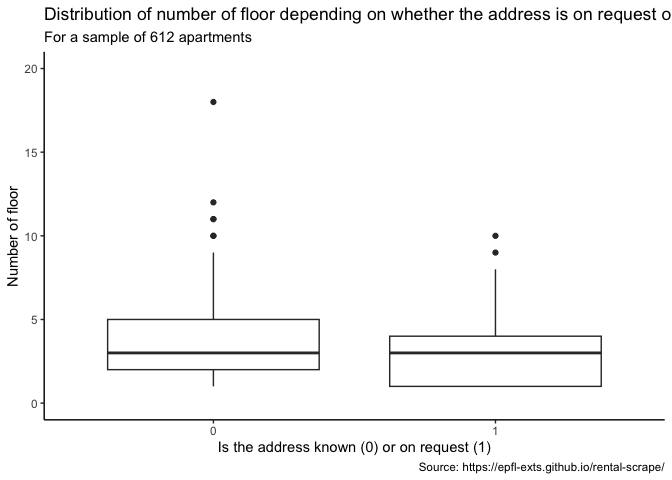 Distribution of number of floor depending on whether the address is on request o
For a sample of 612 apartments
Number of floor
20
15
10
5
0
0 1
Is the address known (0) or on request (1)
Source: https://epfl-exts.github.io/rental-scrape/